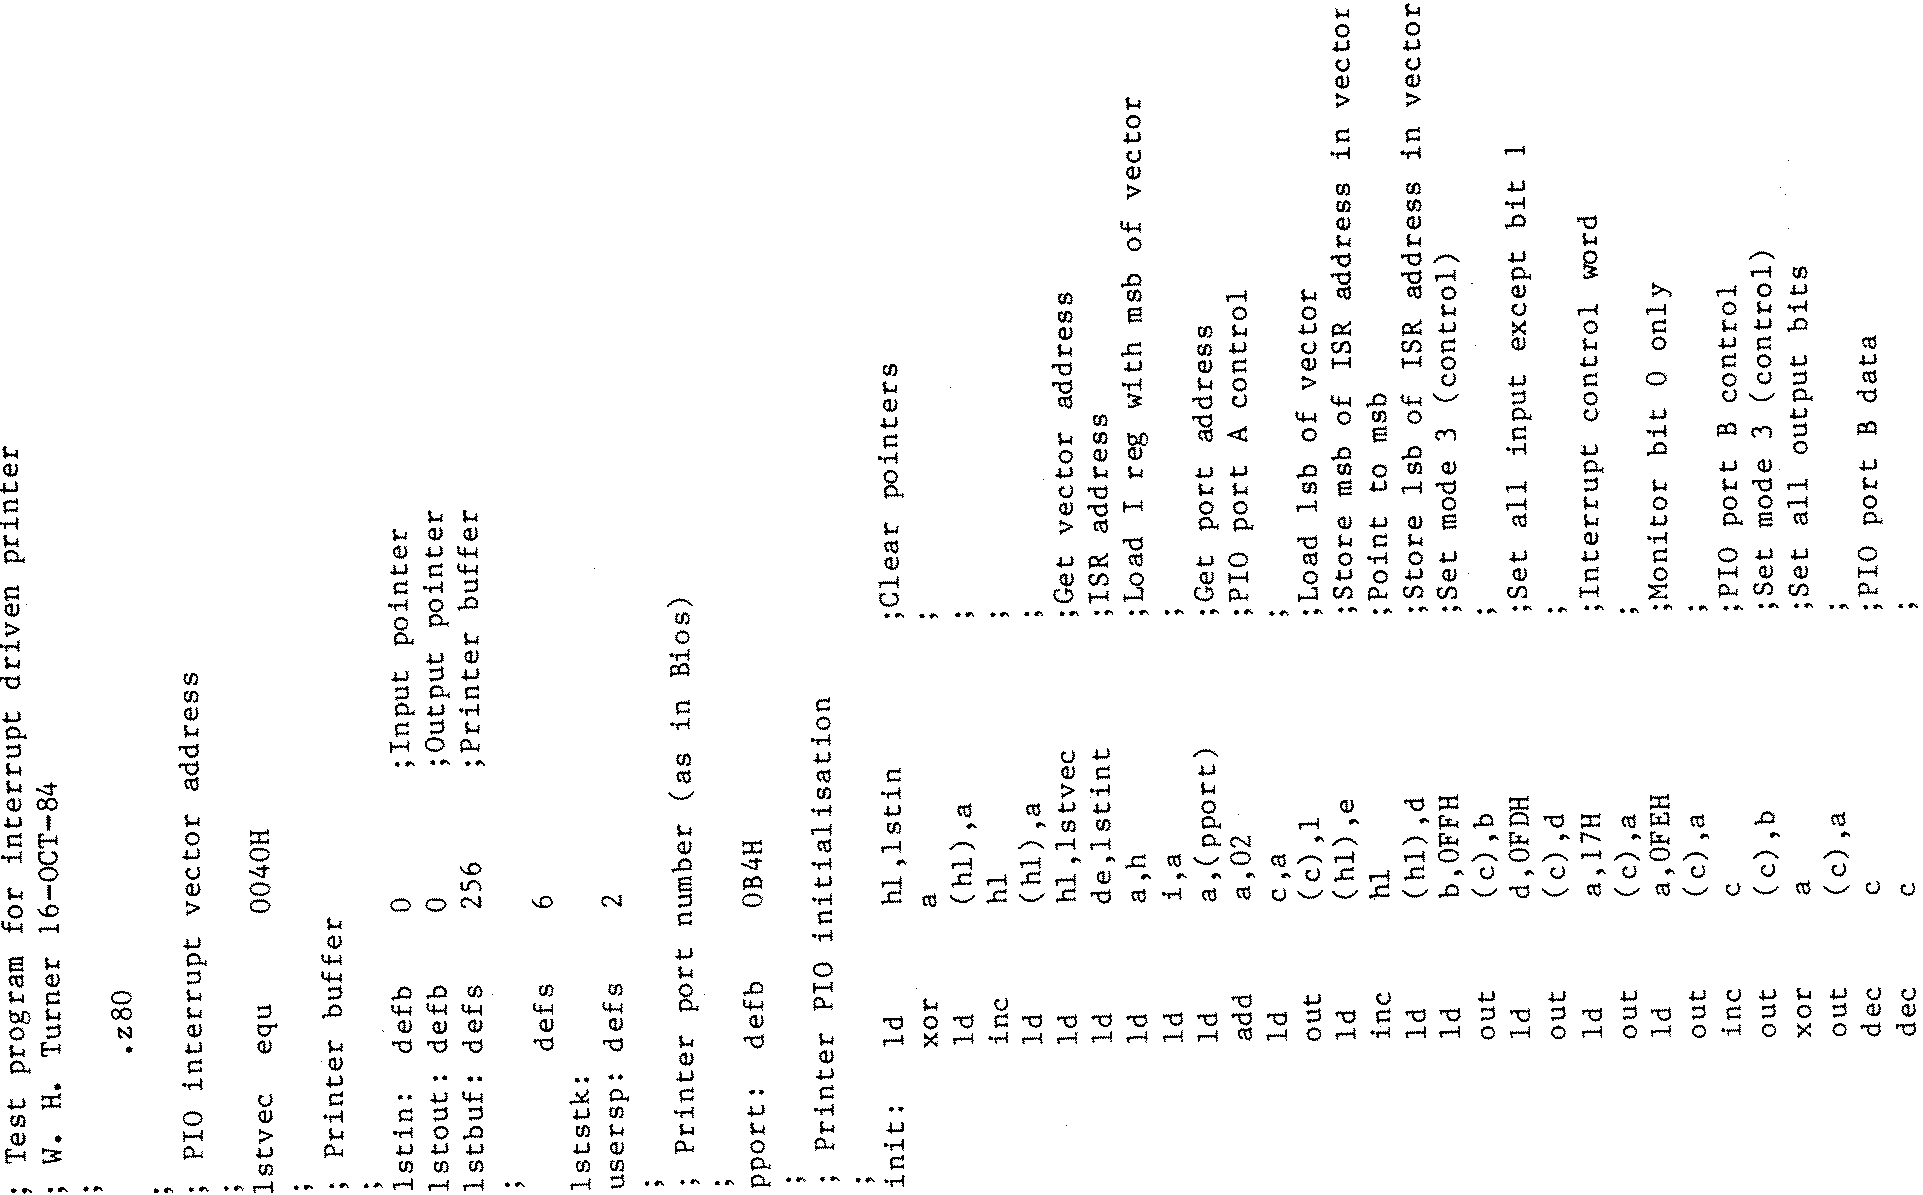 ; Test program for interrupt driven printer
; W. H. Turner 16-OCT-84
;
.z80
;
; PIO interrupt vector address
;
lstvec equ 0040H
;
; Printer buffer
;
lstin: defb 0 ;Input pointer
lstout: defb 0 ;Output pointer
lstbuf: defs 256 ;Printer buffer
;
defs 6
lststk:
usersp: defs 2
;
; Printer port number (as in Bios)
;
pport: defb 0B4H
;
; Printer PIO initialisation
;
init: ld hl,lstin ;Clear pointers
xor a ;
ld (hl),a ;
inc hl ;
ld (hl),a ;
ld hl,lstvec ;Get vector address
ld de,lstint ;ISR address
ld a,h ;Load I reg with msb of vector
ld i,a ;
ld a,(pport) ;Get port address
add a,02 ;PIO port A control
ld c,a ;
out (c),l ;Load lsb of vector
ld (hl),e ;Store msb of ISR address in vector
inc hl ;Point to msb
ld (hl),d ;Store lsb of ISR address in vector
ld b,0FFH ;Set mode 3 (control)
out (c),b ;
ld d,0FDH ;Set all input except bit 1
out (c),d ;
ld a,17H ;Interrupt control word
out (c),a ;
ld a,0FEH ;Monitor bit 0 only
out (c),a ;
inc c ;PIO port B control
out (c),b ;Set mode 3 (control)
xor a ;Set all output bits
out (c),a ;
dec c ;PIO port B data
dec c ;